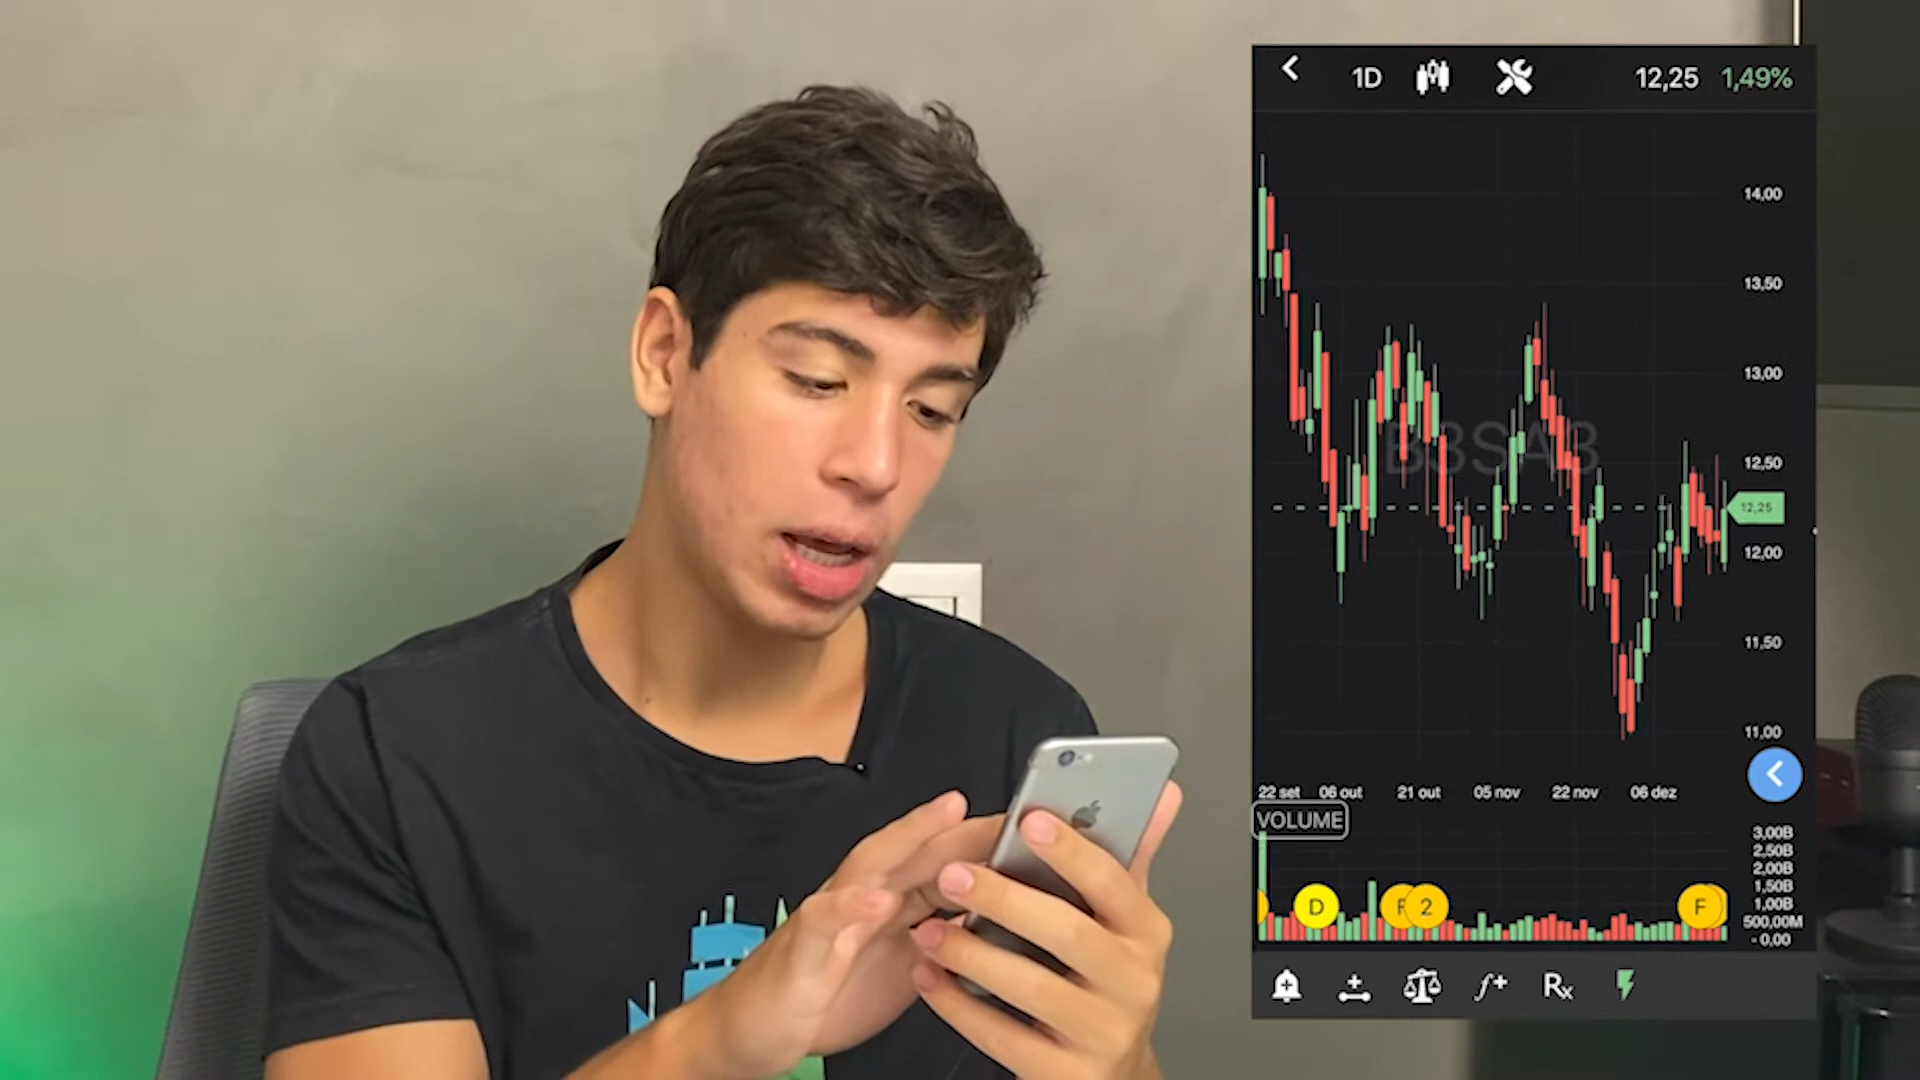 1D 12,25 1,49%
14,00
13,50
13,00
B3SA3
12,50
12,25
12,00
11,50
11,00
22 set 06 out 21 out 05 nov 22 nov 06 dez
VOLUME
3,00B
2,50B
2,00B
1,50B
1,00B
500,00M
- 0,00
D F 2 F
f+ Rx